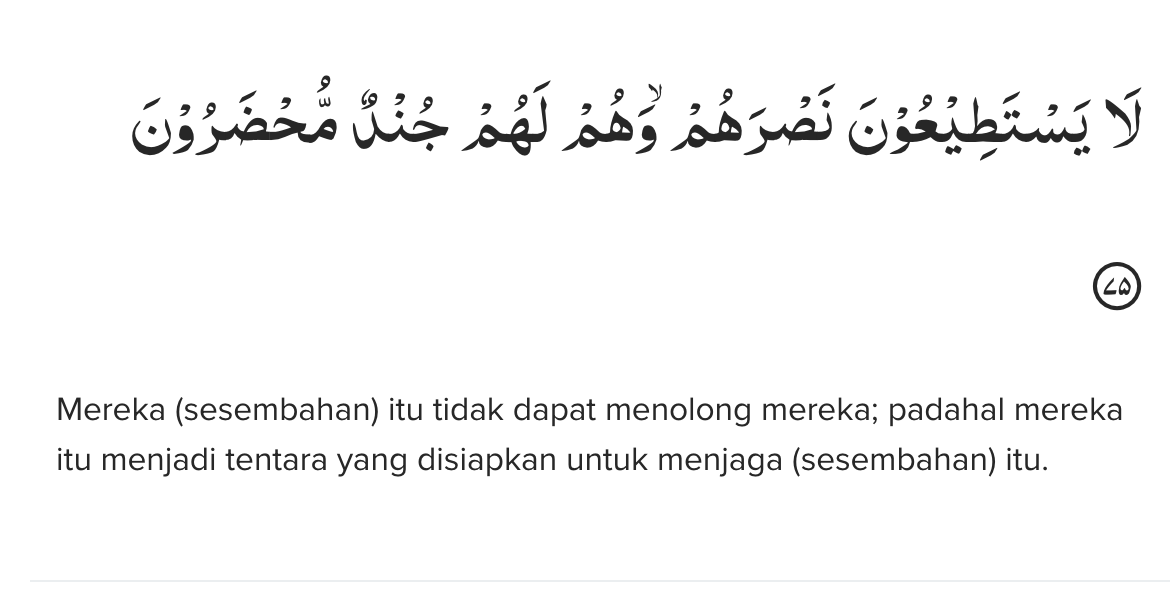 لَا يَسْتَطِيْعُوْنَ نَصْرَهُمْ ۙ وَهُمْ لَهُمْ جُنْدٌ مُّحْضَرُوْنَ
٧٥
Mereka (sesembahan) itu tidak dapat menolong mereka; padahal mereka
itu menjadi tentara yang disiapkan untuk menjaga (sesembahan) itu.